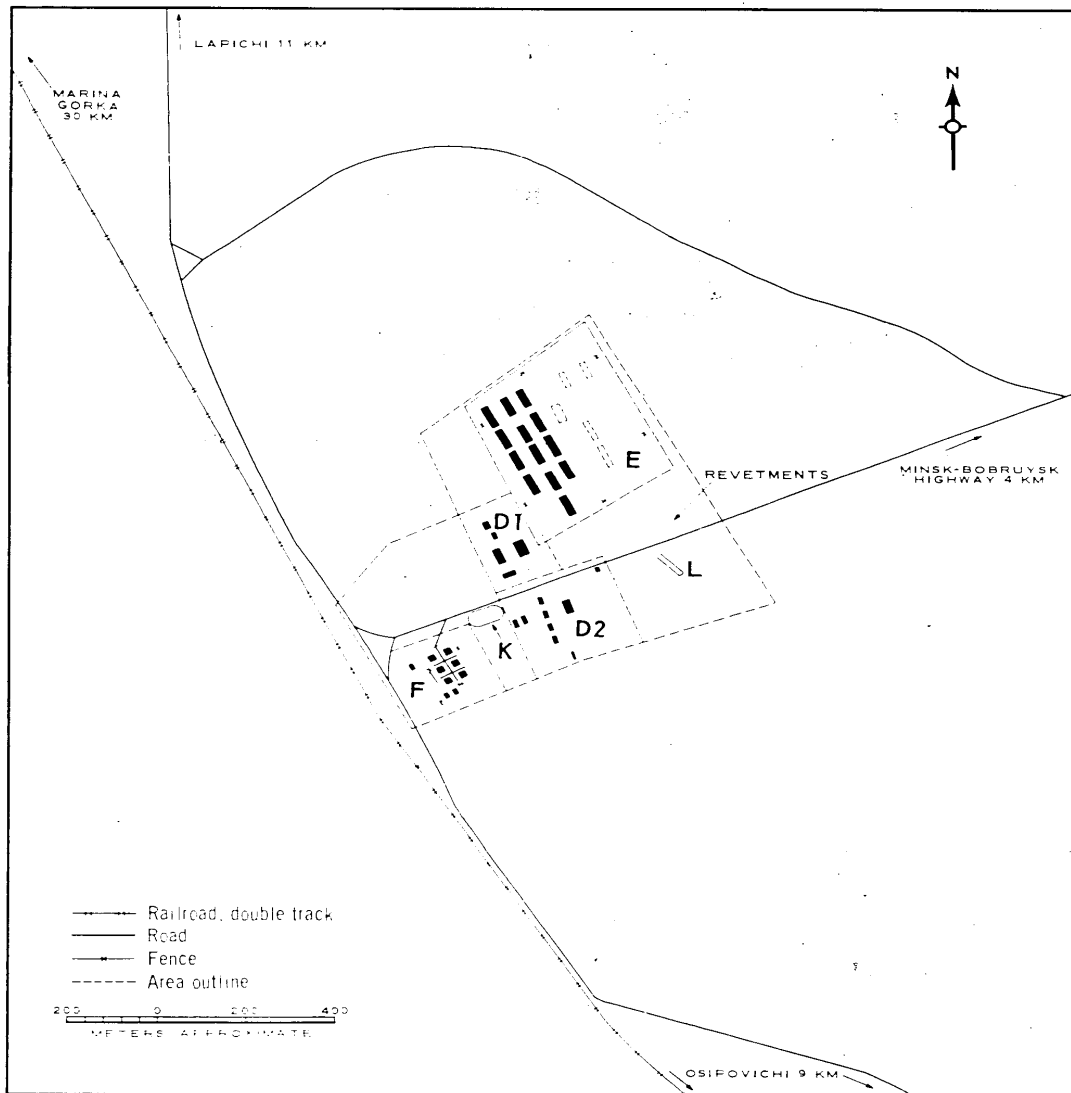 LAPICHI 11 KM
MARINA
GORKA
30 KM
N
E
REVETMENTS
MINSK-BOBRUYSK
HIGHWAY 4 KM
D1
L
D2
K
F
Railroad, double track
Road
Fence
Area outline
200 0 200 400
METERS APPROXIMATE
OSIPOVICHI 9 KM